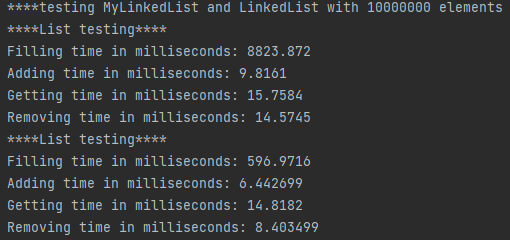 ****testing MyLinkedList and LinkedList with 10000000 elements
****List testing****
Filling time in milliseconds: 8823.872
Adding time in milliseconds: 9.8161
Getting time in milliseconds: 15.7584
Removing time in milliseconds: 14.5745
****List testing****
Filling time in milliseconds: 596.9716
Adding time in milliseconds: 6.442699
Getting time in milliseconds: 14.8182
Removing time in milliseconds: 8.403499